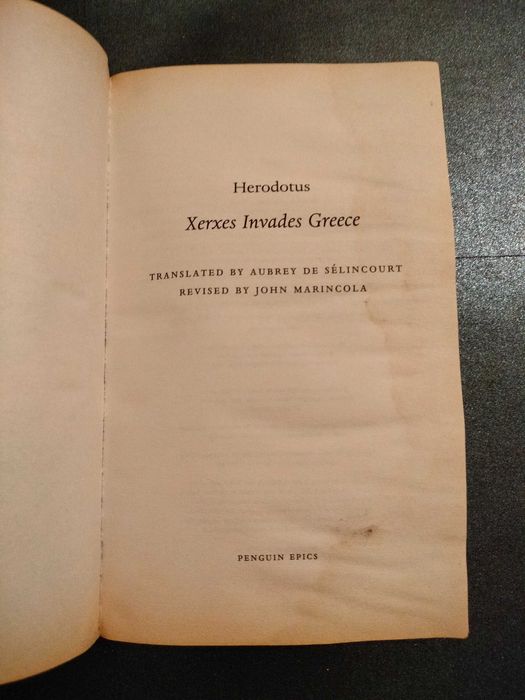 Herodotus
Xerxes Invades Greece
TRANSLATED BY AUBREY DE SÉLINCOURT
REVISED BY JOHN MARINCOLA
PENGUIN EPICS